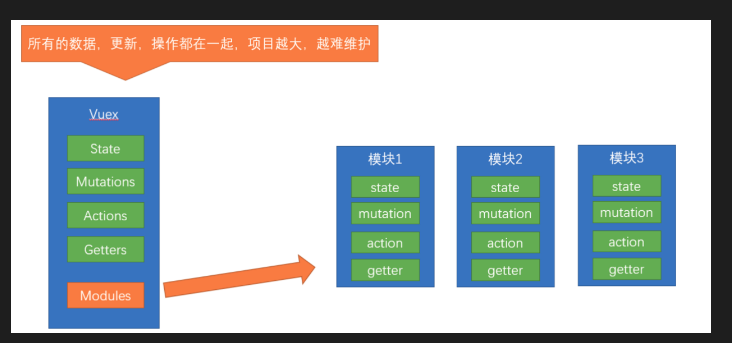 所有的数据，更新，操作都在一起，项目越大，越难维护
Vuex
State
Mutations
Actions
Getters
Modules
模块1
state
mutation
action
getter
模块2
state
mutation
action
getter
模块3
state
mutation
action
getter